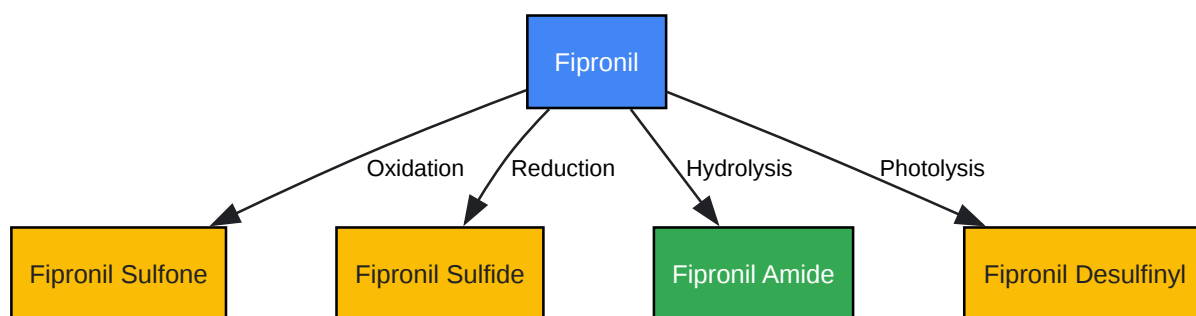 Fipronil
Oxidation
Reduction
Hydrolysis
Photolysis
Fipronil Sulfone
Fipronil Sulfide
Fipronil Amide
Fipronil Desulfinyl